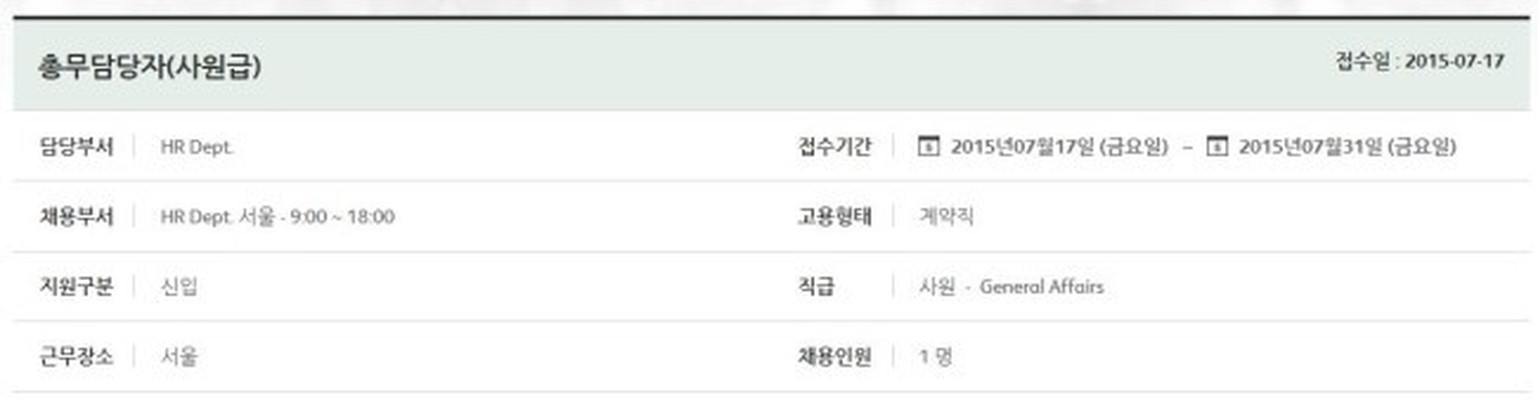 총무담당자(사원급) 접수일 : 2015-07-17
담당부서 HR Dept. 접수기간 2015년07월17일 (금요일) – 2015년07월31일 (금요일)
채용부서 HR Dept. 서울 - 9:00 ~ 18:00 고용형태 계약직
지원구분 신입 직급 사원 - General Affairs
근무장소 서울 채용인원 1 명